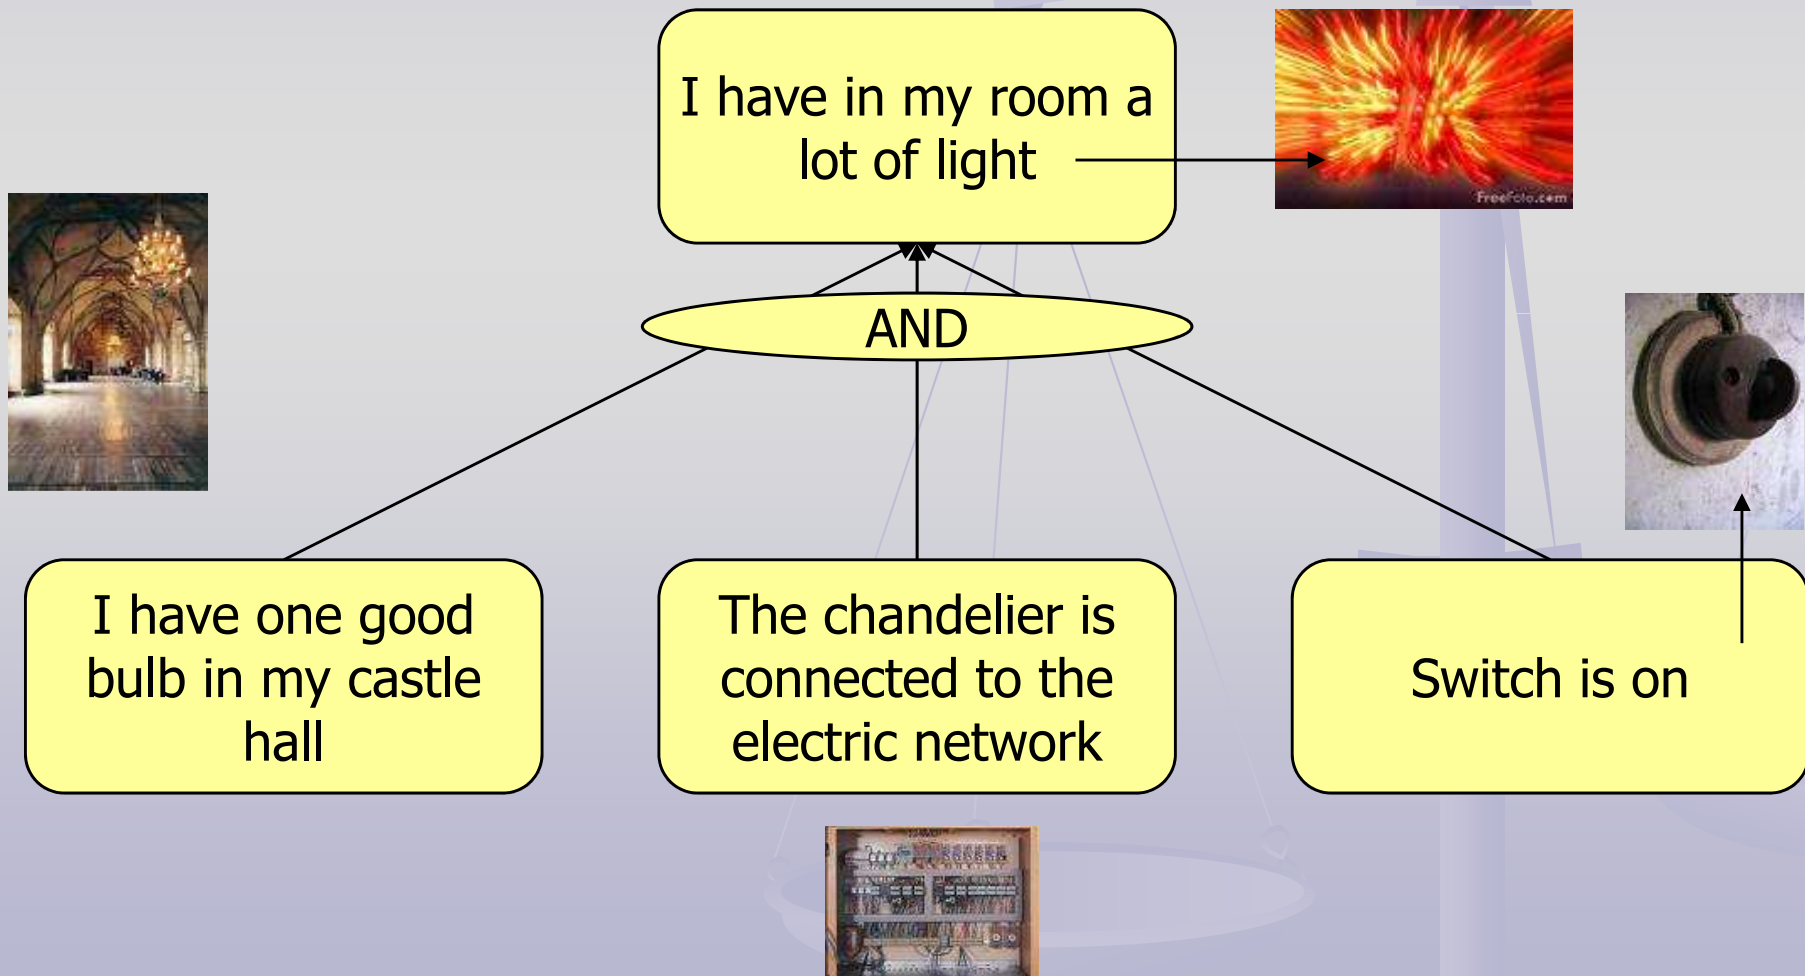 I have in my room a
lot of light
FreeFoto.com
AND
I have one good
bulb in my castle
hall
The chandelier is
connected to the
electric network
Switch is on